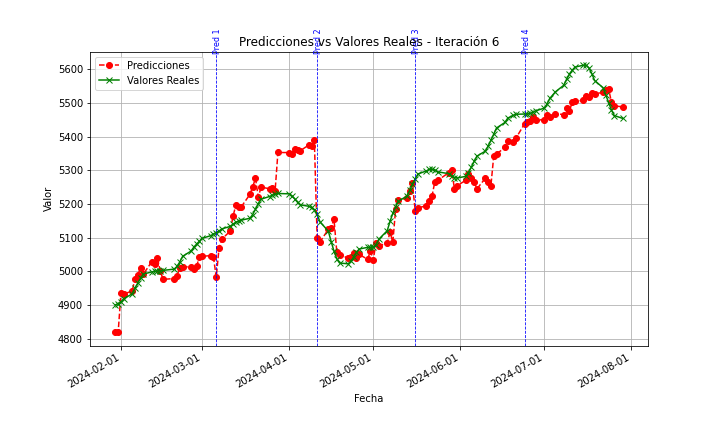 Pred 1
Pred 2
Pred 3
Pred 4
Predicciones vs Valores Reales - Iteración 6
Predicciones
Valores Reales
5600
5500
5400
5300
5200
5100
5000
4900
4800
Valor
2024-02-01
2024-03-01
2024-04-01
2024-05-01
2024-06-01
2024-07-01
2024-08-01
Fecha